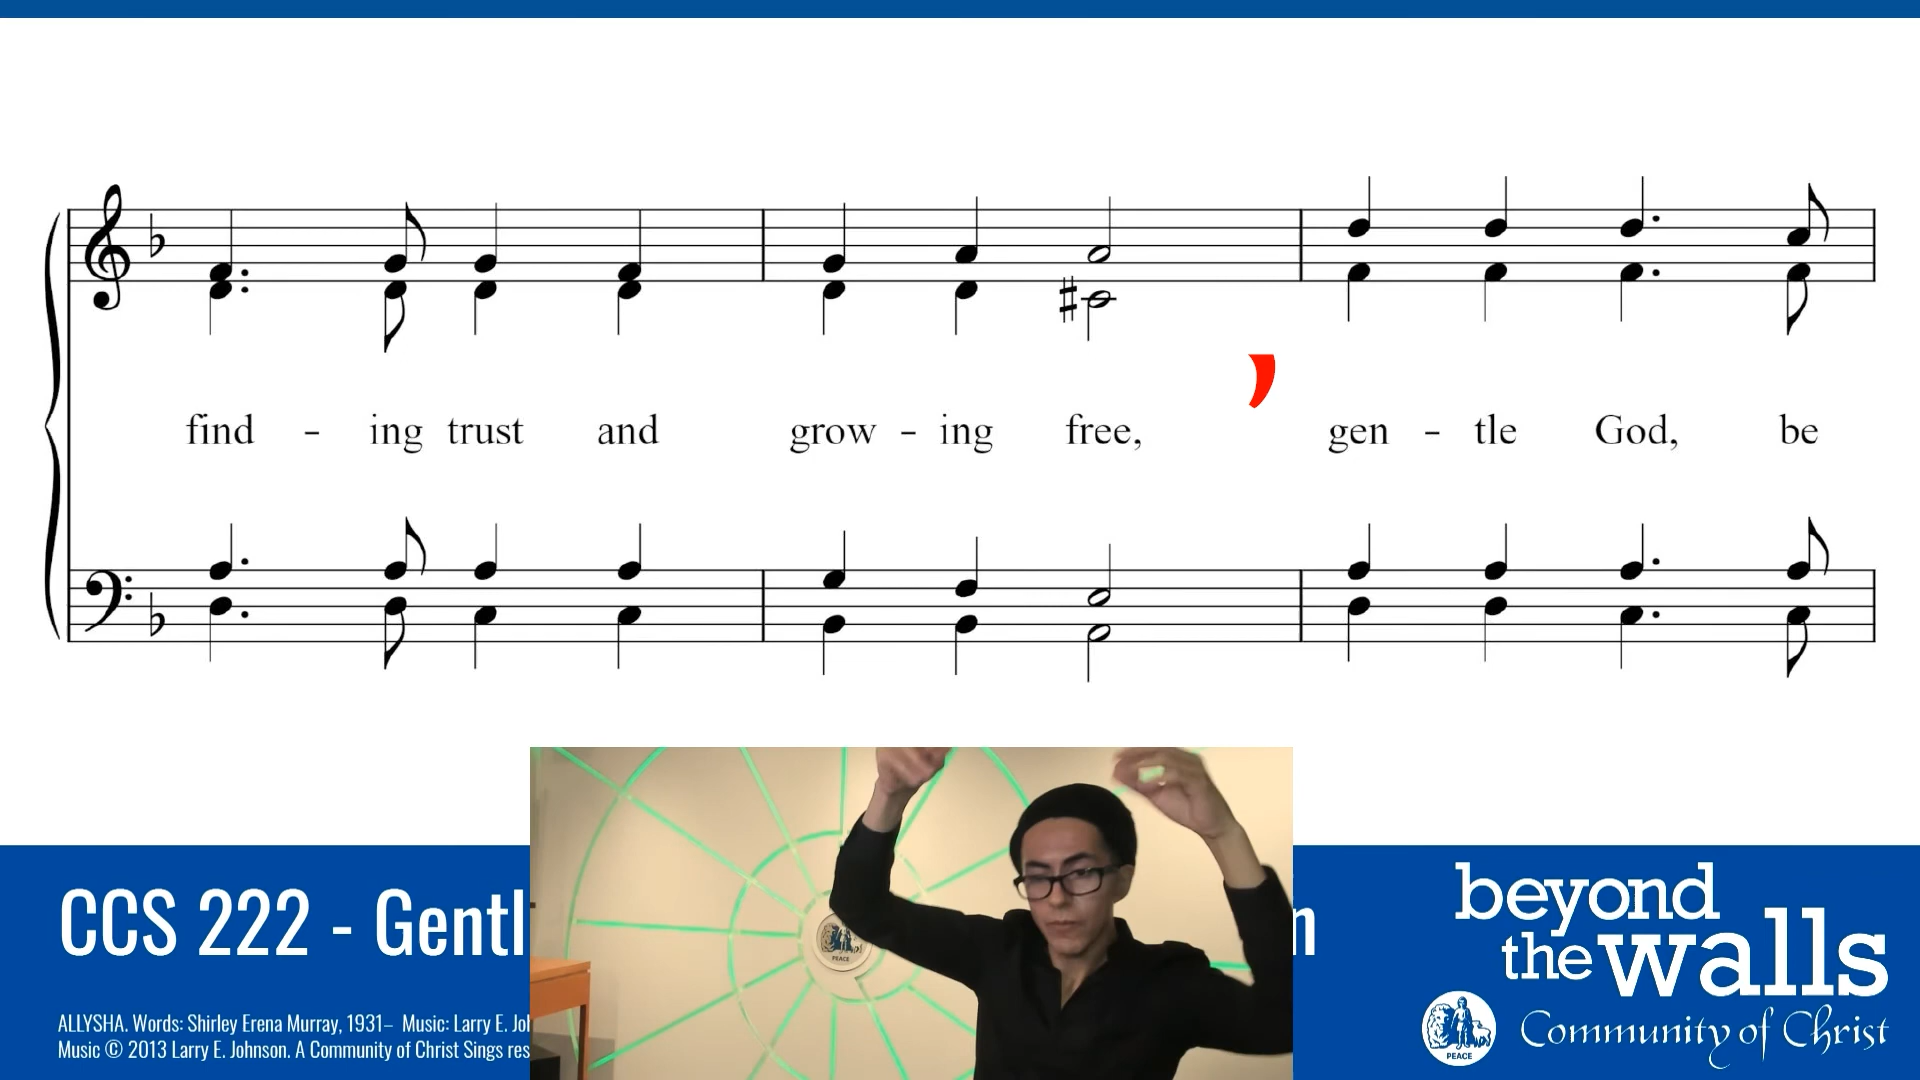 find - ing trust and grow - ing free, gen - tle God, be
CCS 222 - Gentl
n
ALLYSHA. Words: Shirley Erena Murray, 1931– Music: Larry E. Jo
Music © 2013 Larry E. Johnson. A Community of Christ Sings res
beyond
the walls
PEACE
Community of Christ
PEACE